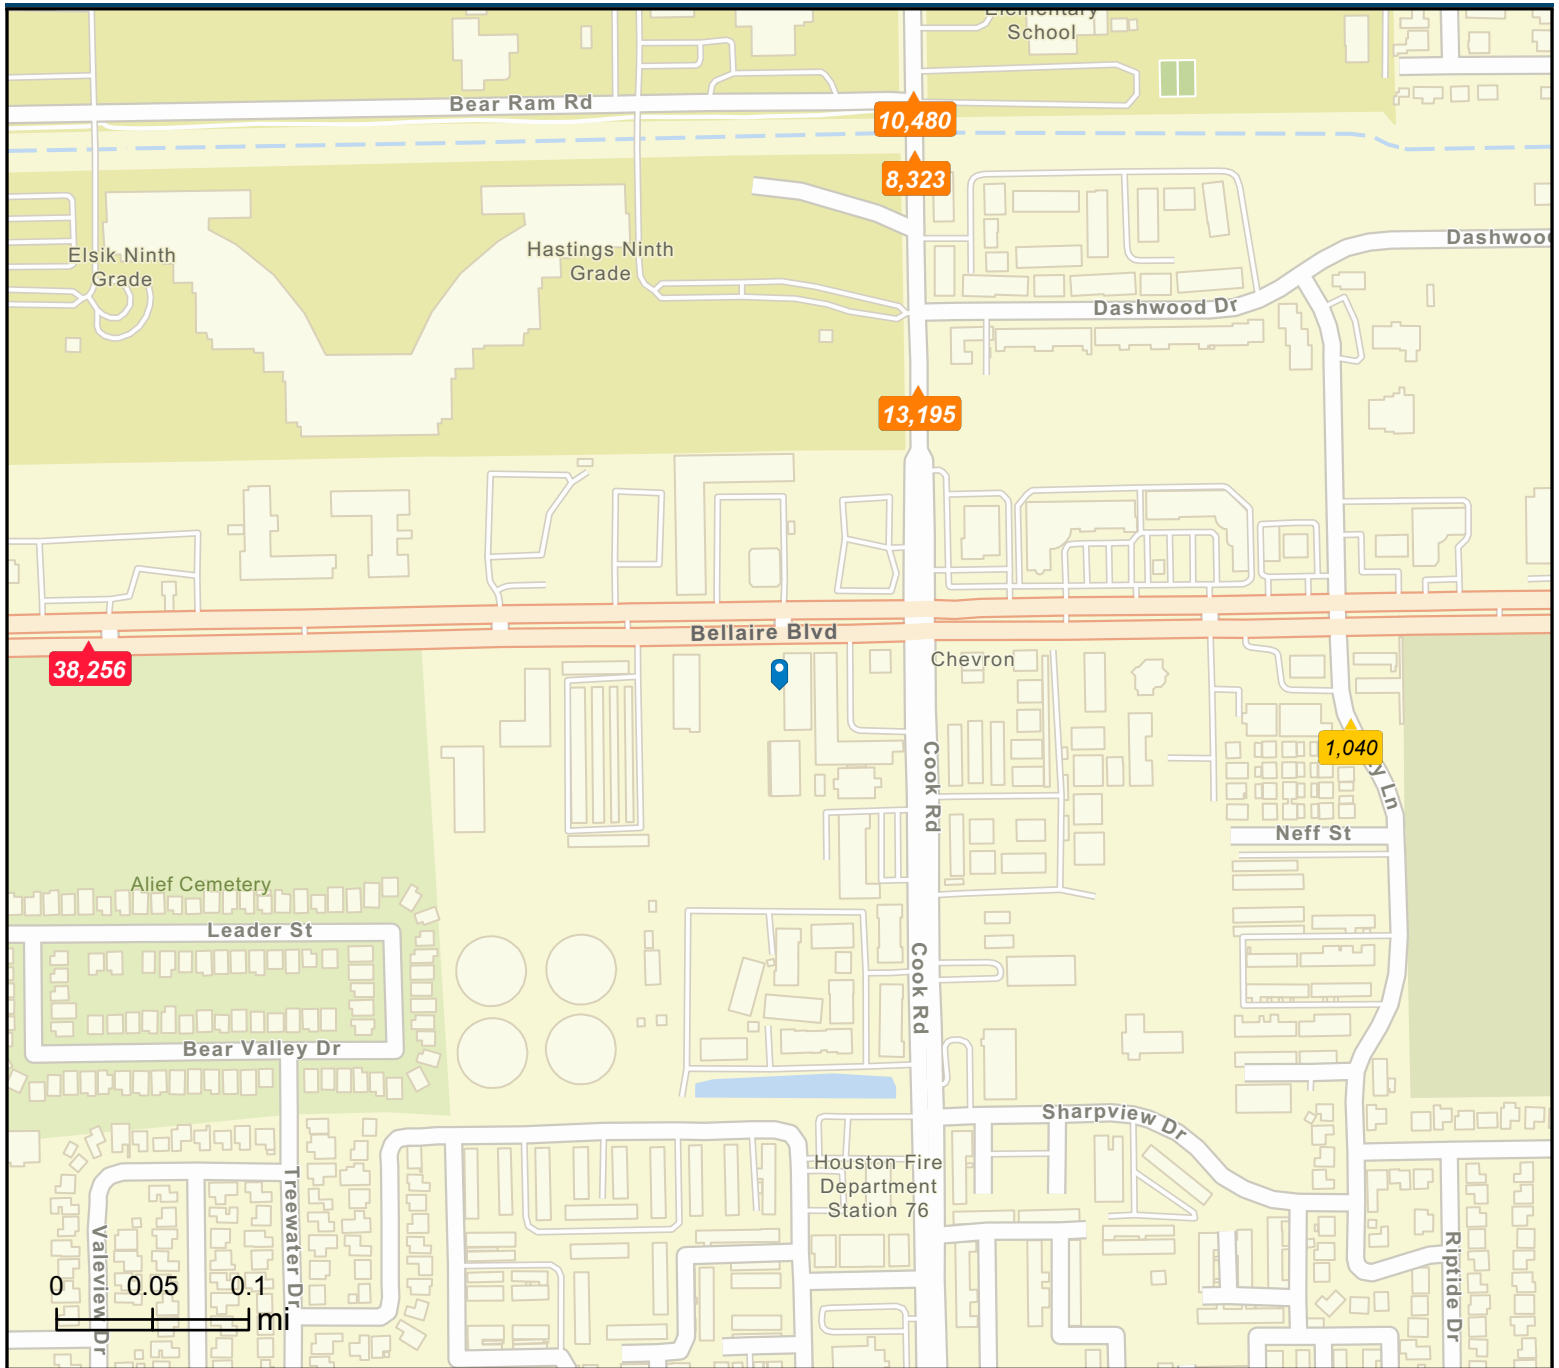 Elementary
School
Bear Ram Rd
10,480
8,323
Elsik Ninth
Grade
Hastings Ninth
Grade
Dashwood
Dashwood Dr
13,195
Bellaire Blvd
38,256
Chevron
1,040
Cook Rd
y Ln
Neff St
Alief Cemetery
Leader St
Cook Rd
Bear Valley Dr
Sharpview Dr
Houston Fire
Department
Station 76
Treewater Dr
Valeview Dr
Riptide Dr
0 0.05 0.1
mi